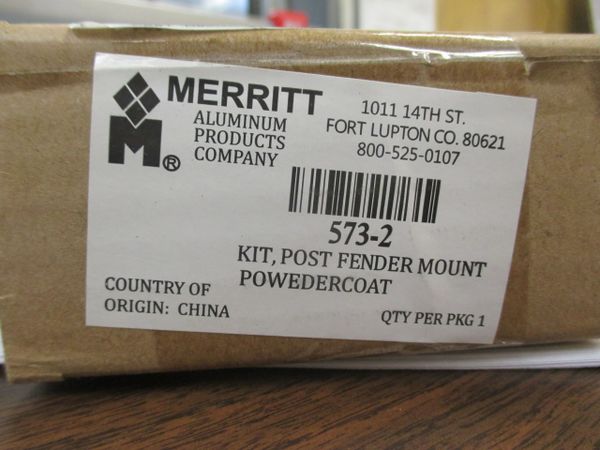 MERRITT
ALUMINUM
PRODUCTS
COMPANY
M®
1011 14TH ST.
FORT LUPTON CO. 80621
800-525-0107
573-2
KIT, POST FENDER MOUNT
POWEDERCOAT
COUNTRY OF
ORIGIN: CHINA
QTY PER PKG 1